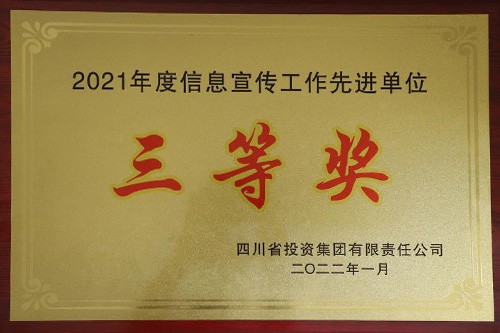 2021年度信息宣传工作先进单位
三等奖
四川省投资集团有限责任公司
二〇二二年一月